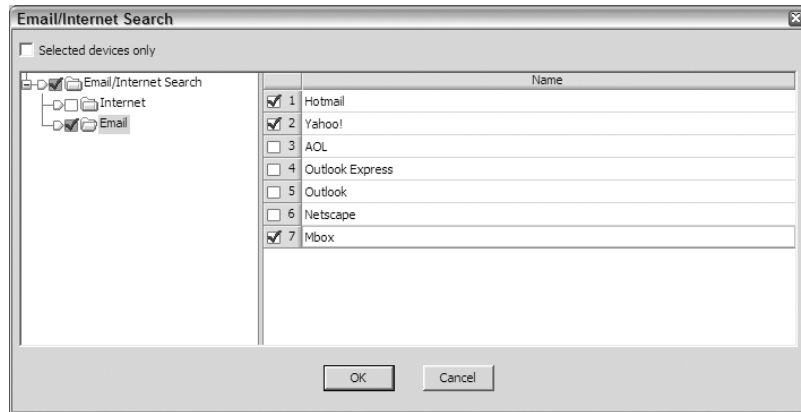 Email/Internet Search
Selected devices only
Email/Internet Search
Internet
Email
Name
1 Hotmail
2 Yahoo!
3 AOL
4 Outlook Express
5 Outlook
6 Netscape
7 Mbox
OK Cancel